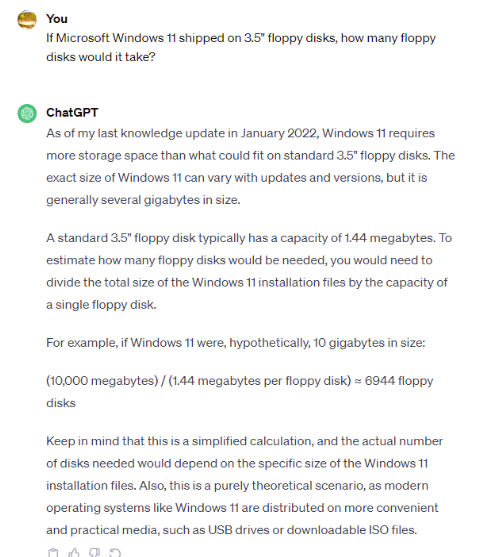 You
If Microsoft Windows 11 shipped on 3.5" floppy disks, how many floppy
disks would it take?
ChatGPT
As of my last knowledge update in January 2022, Windows 11 requires
more storage space than what could fit on standard 3.5" floppy disks. The
exact size of Windows 11 can vary with updates and versions, but it is
generally several gigabytes in size.
A standard 3.5" floppy disk typically has a capacity of 1.44 megabytes. To
estimate how many floppy disks would be needed, you would need to
divide the total size of the Windows 11 installation files by the capacity of
a single floppy disk.
For example, if Windows 11 were, hypothetically, 10 gigabytes in size:
(10,000 megabytes) / (1.44 megabytes per floppy disk) ≈ 6944 floppy
disks
Keep in mind that this is a simplified calculation, and the actual number
of disks needed would depend on the specific size of the Windows 11
installation files. Also, this is a purely theoretical scenario, as modern
operating systems like Windows 11 are distributed on more convenient
and practical media, such as USB drives or downloadable ISO files.